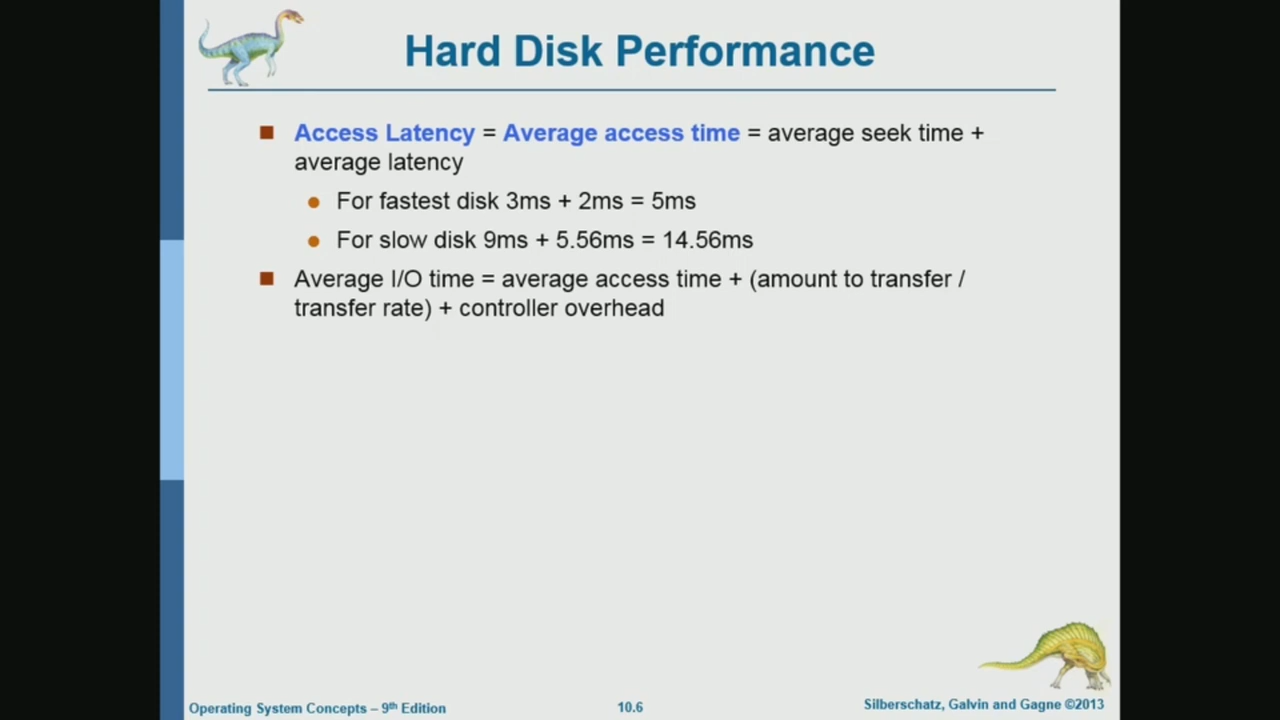 Hard Disk Performance
Access Latency = Average access time = average seek time +
average latency
For fastest disk 3ms + 2ms = 5ms
For slow disk 9ms + 5.56ms = 14.56ms
Average I/O time = average access time + (amount to transfer /
transfer rate) + controller overhead
Operating System Concepts – 9th Edition
10.6
Silberschatz, Galvin and Gagne ©2013